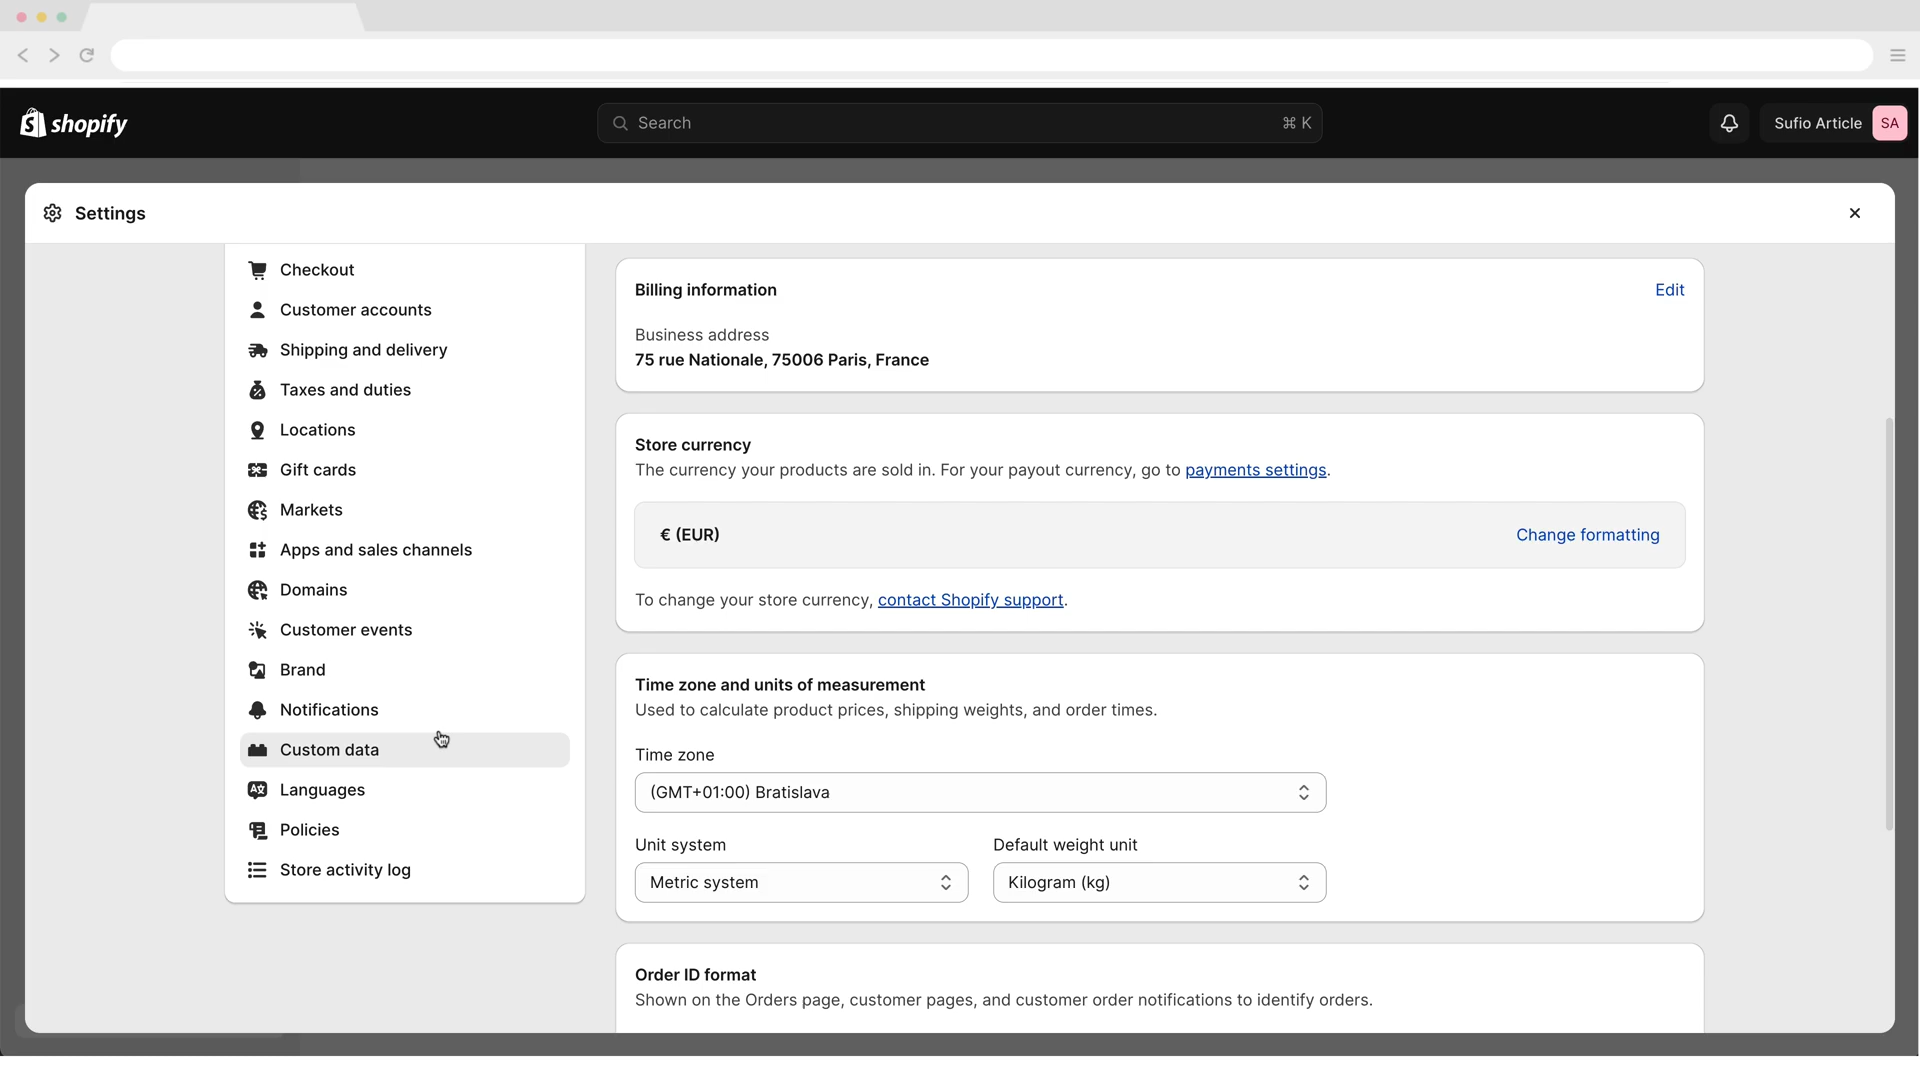 shopify
Search
⌘ K
Sufio Article
SA
Settings
Checkout
Customer accounts
Shipping and delivery
Taxes and duties
Locations
Gift cards
Markets
Apps and sales channels
Domains
Customer events
Brand
Notifications
Custom data
Languages
Policies
Store activity log
Billing information
Edit
Business address
75 rue Nationale, 75006 Paris, France
Store currency
The currency your products are sold in. For your payout currency, go to payments settings.
€ (EUR)
Change formatting
To change your store currency, contact Shopify support.
Time zone and units of measurement
Used to calculate product prices, shipping weights, and order times.
Time zone
(GMT+01:00) Bratislava
Unit system
Default weight unit
Metric system
Kilogram (kg)
Order ID format
Shown on the Orders page, customer pages, and customer order notifications to identify orders.